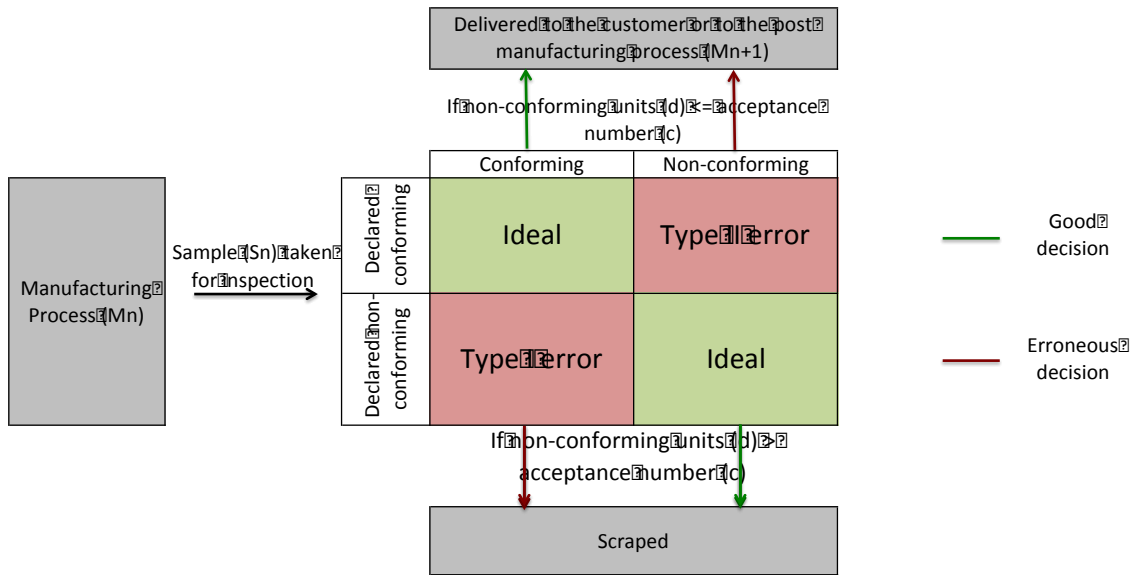 Delivered to the customer or to the post
manufacturing process (Mn+1)
If non-conforming units (d) <= acceptance
number (c)
Conforming
Non-conforming
Manufacturing
Process (Mn)
Sample (Sn) taken
for inspection
Declared
conforming
Ideal
Type II error
Declared non-
conforming
Type I error
Ideal
If non-conforming units (d) >
acceptance number (c)
Scraped
Good
decision
Erroneous
decision